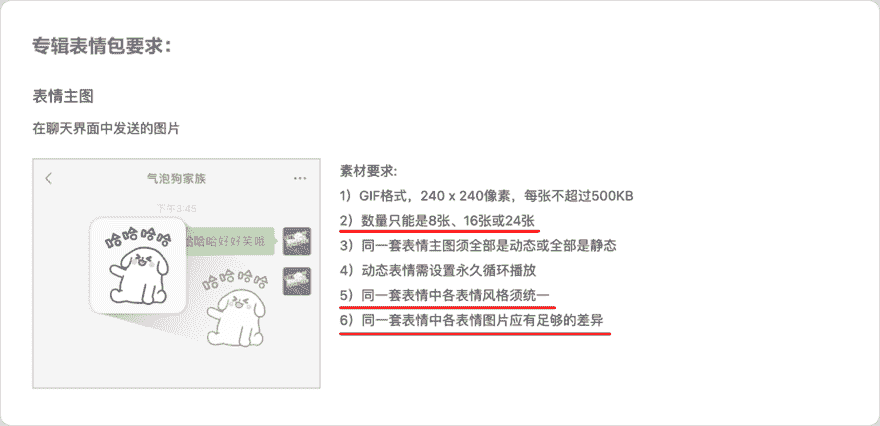 专辑表情包要求：
表情主图
在聊天界面中发送的图片
气泡狗家族
下午3:45
哈哈哈哈
哈哈哈好好笑哦
哈哈哈哈
素材要求:
1）GIF格式，240 x 240像素，每张不超过500KB
2）数量只能是8张、16张或24张
3）同一套表情主图须全部是动态或全部是静态
4）动态表情需设置永久循环播放
5）同一套表情中各表情风格须统一
6）同一套表情中各表情图片应有足够的差异